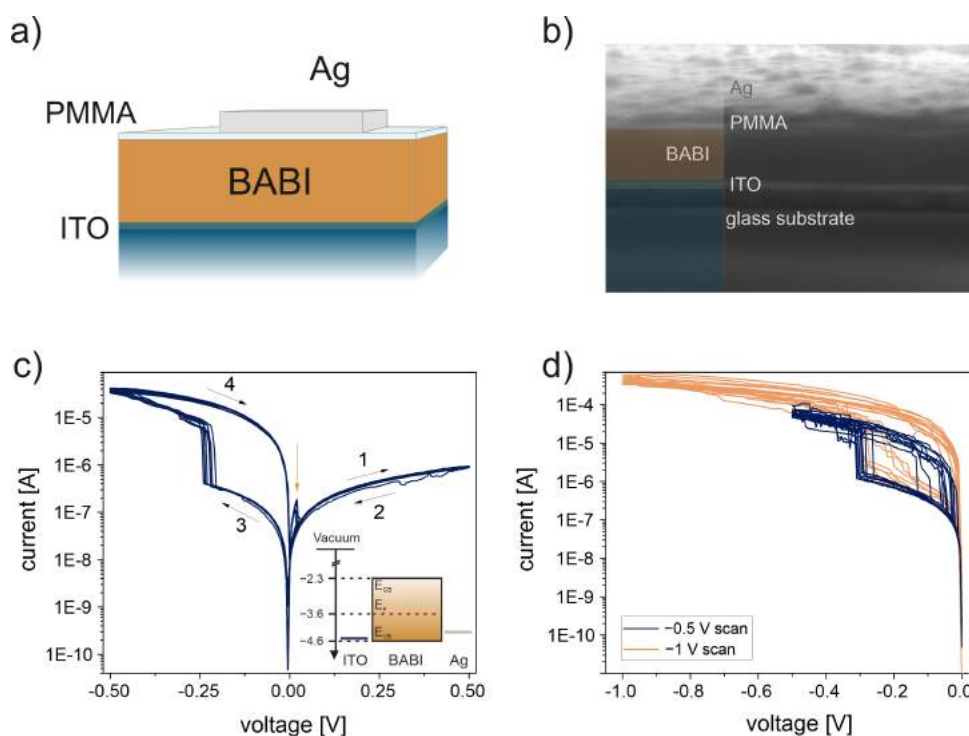 a)
Ag
PMMA
BABI
ITO
b)
Ag
PMMA
BABI
ITO
glass substrate
c)
current [A]
1E-5
1E-6
1E-7
1E-8
1E-9
1E-10
4
1
2
3
Vacuum
−2.3
−3.6
−4.6
E_CB
E_F
E_VB
ITO
BABI
Ag
-0.50
-0.25
0.00
0.25
0.50
voltage [V]
d)
current [A]
1E-4
1E-5
1E-6
1E-7
1E-8
1E-9
1E-10
−0.5 V scan
−1 V scan
-1.0
-0.8
-0.6
-0.4
-0.2
0.0
voltage [V]